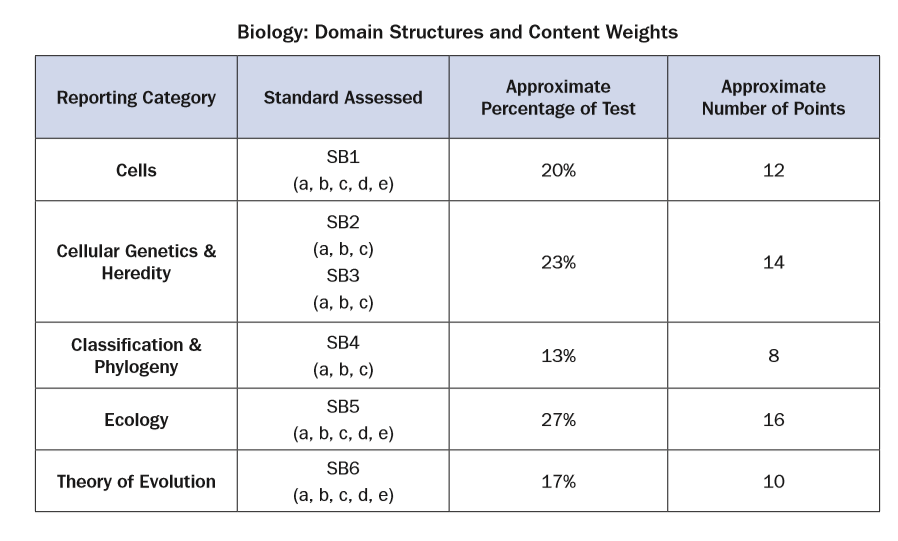 Biology: Domain Structures and Content Weights
Reporting Category
Standard Assessed
Approximate
Percentage of Test
Approximate
Number of Points
Cells
SB1
(a, b, c, d, e)
20%
12
Cellular Genetics &
Heredity
SB2
(a, b, c)
SB3
(a, b, c)
23%
14
Classification &
Phylogeny
SB4
(a, b, c)
13%
8
Ecology
SB5
(a, b, c, d, e)
27%
16
Theory of Evolution
SB6
(a, b, c, d, e)
17%
10